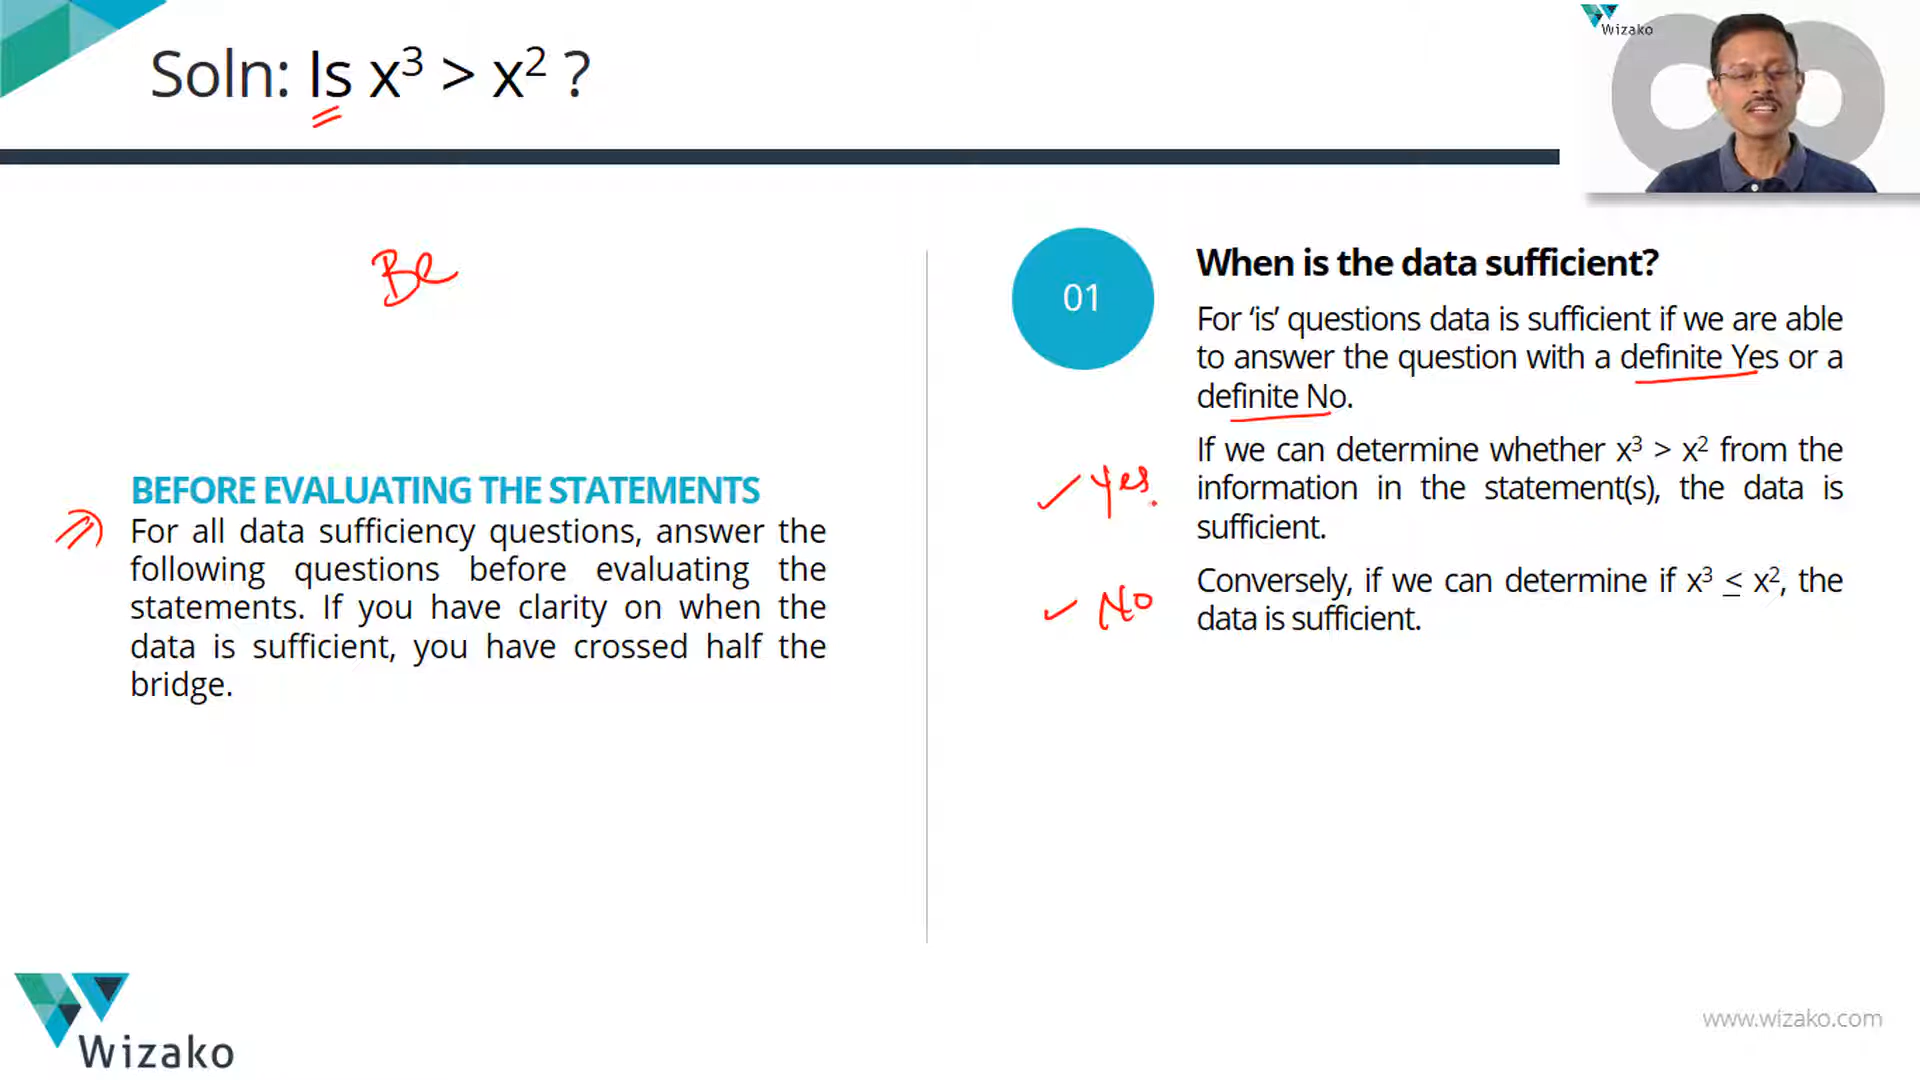 Soln: Is x³ > x² ?
Wizako
Be
BEFORE EVALUATING THE STATEMENTS
For all data sufficiency questions, answer the
following questions before evaluating the
statements. If you have clarity on when the
data is sufficient, you have crossed half the
bridge.
01
When is the data sufficient?
For ‘is’ questions data is sufficient if we are able
to answer the question with a definite Yes or a
definite No.
Yes
If we can determine whether x³ > x² from the
information in the statement(s), the data is
sufficient.
No
Conversely, if we can determine if x³ ≤ x², the
data is sufficient.
Wizako
www.wizako.com